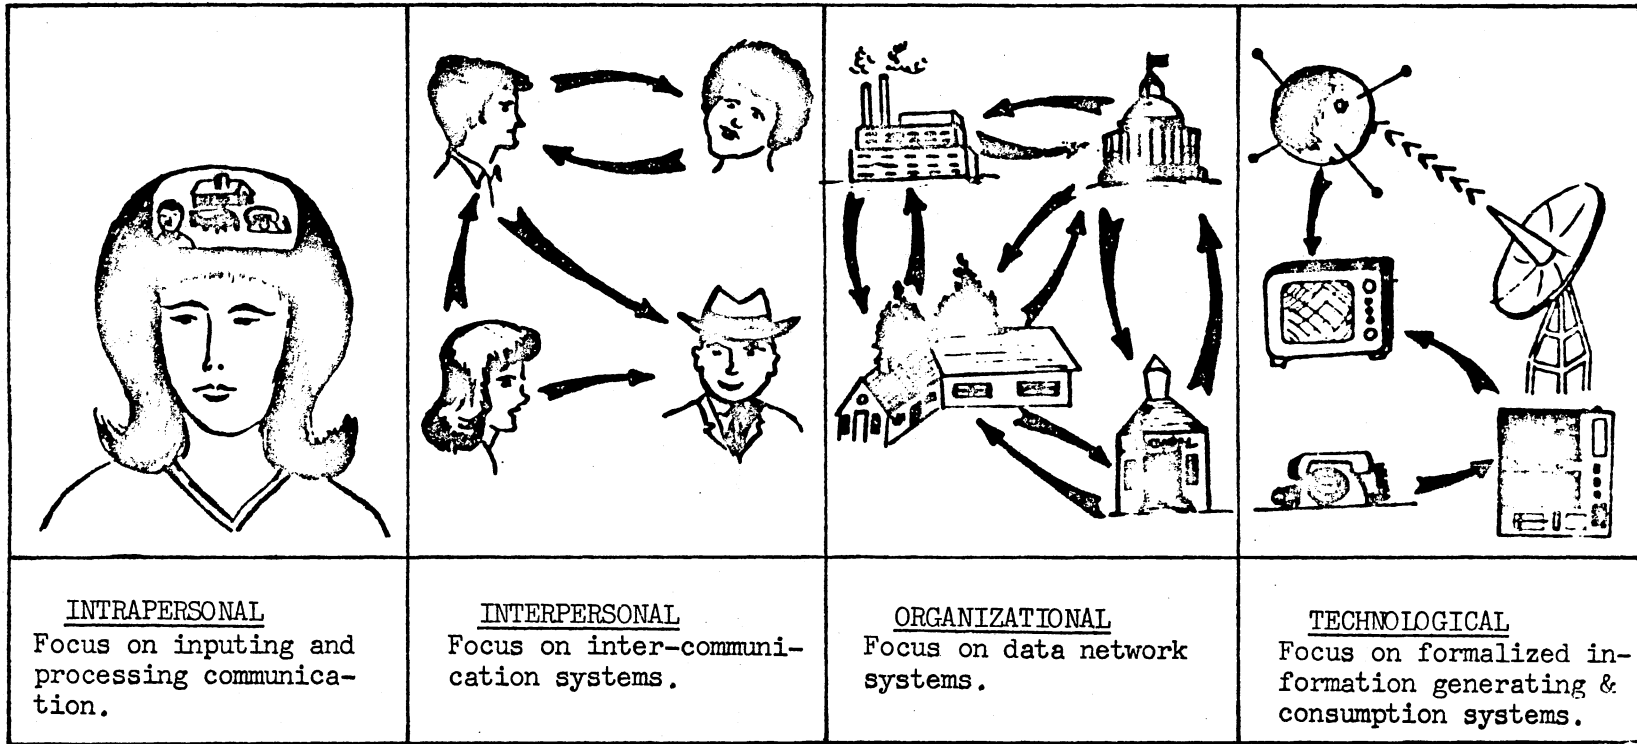 INTRAPERSONAL
Focus on inputing and
processing communica-
tion.
INTERPERSONAL
Focus on inter-communi-
cation systems.
ORGANIZATIONAL
Focus on data network
systems.
TECHNOLOGICAL
Focus on formalized in-
formation generating &
consumption systems.